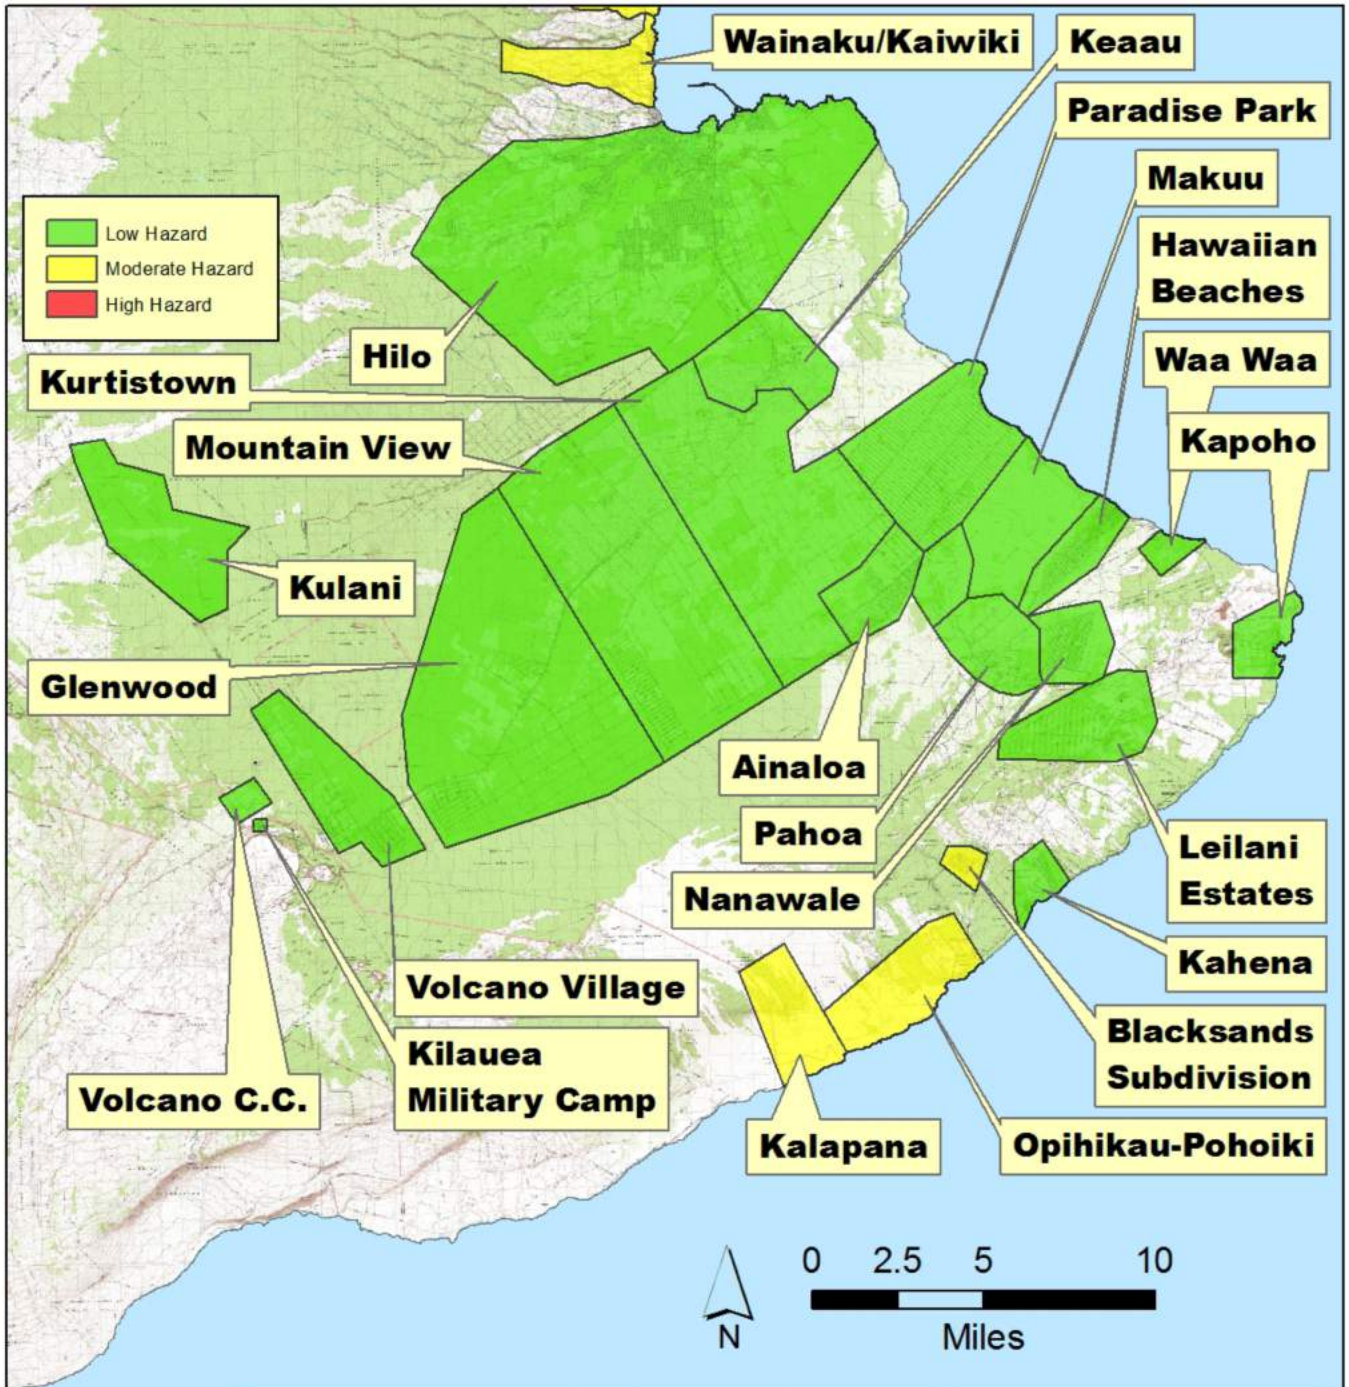 Wainaku/Kaiwiki
Keaau
Paradise Park
Makuu
Hawaiian
Beaches
Waa Waa
Kapoho
Low Hazard
Moderate Hazard
High Hazard
Hilo
Kurtistown
Mountain View
Kulani
Glenwood
Ainaloa
Pahoa
Nanawale
Leilani
Estates
Kahena
Blacksands
Subdivision
Volcano Village
Kilauea
Military Camp
Volcano C.C.
Kalapana
Opihikau-Pohoiki
0 2.5 5 10
Miles
N